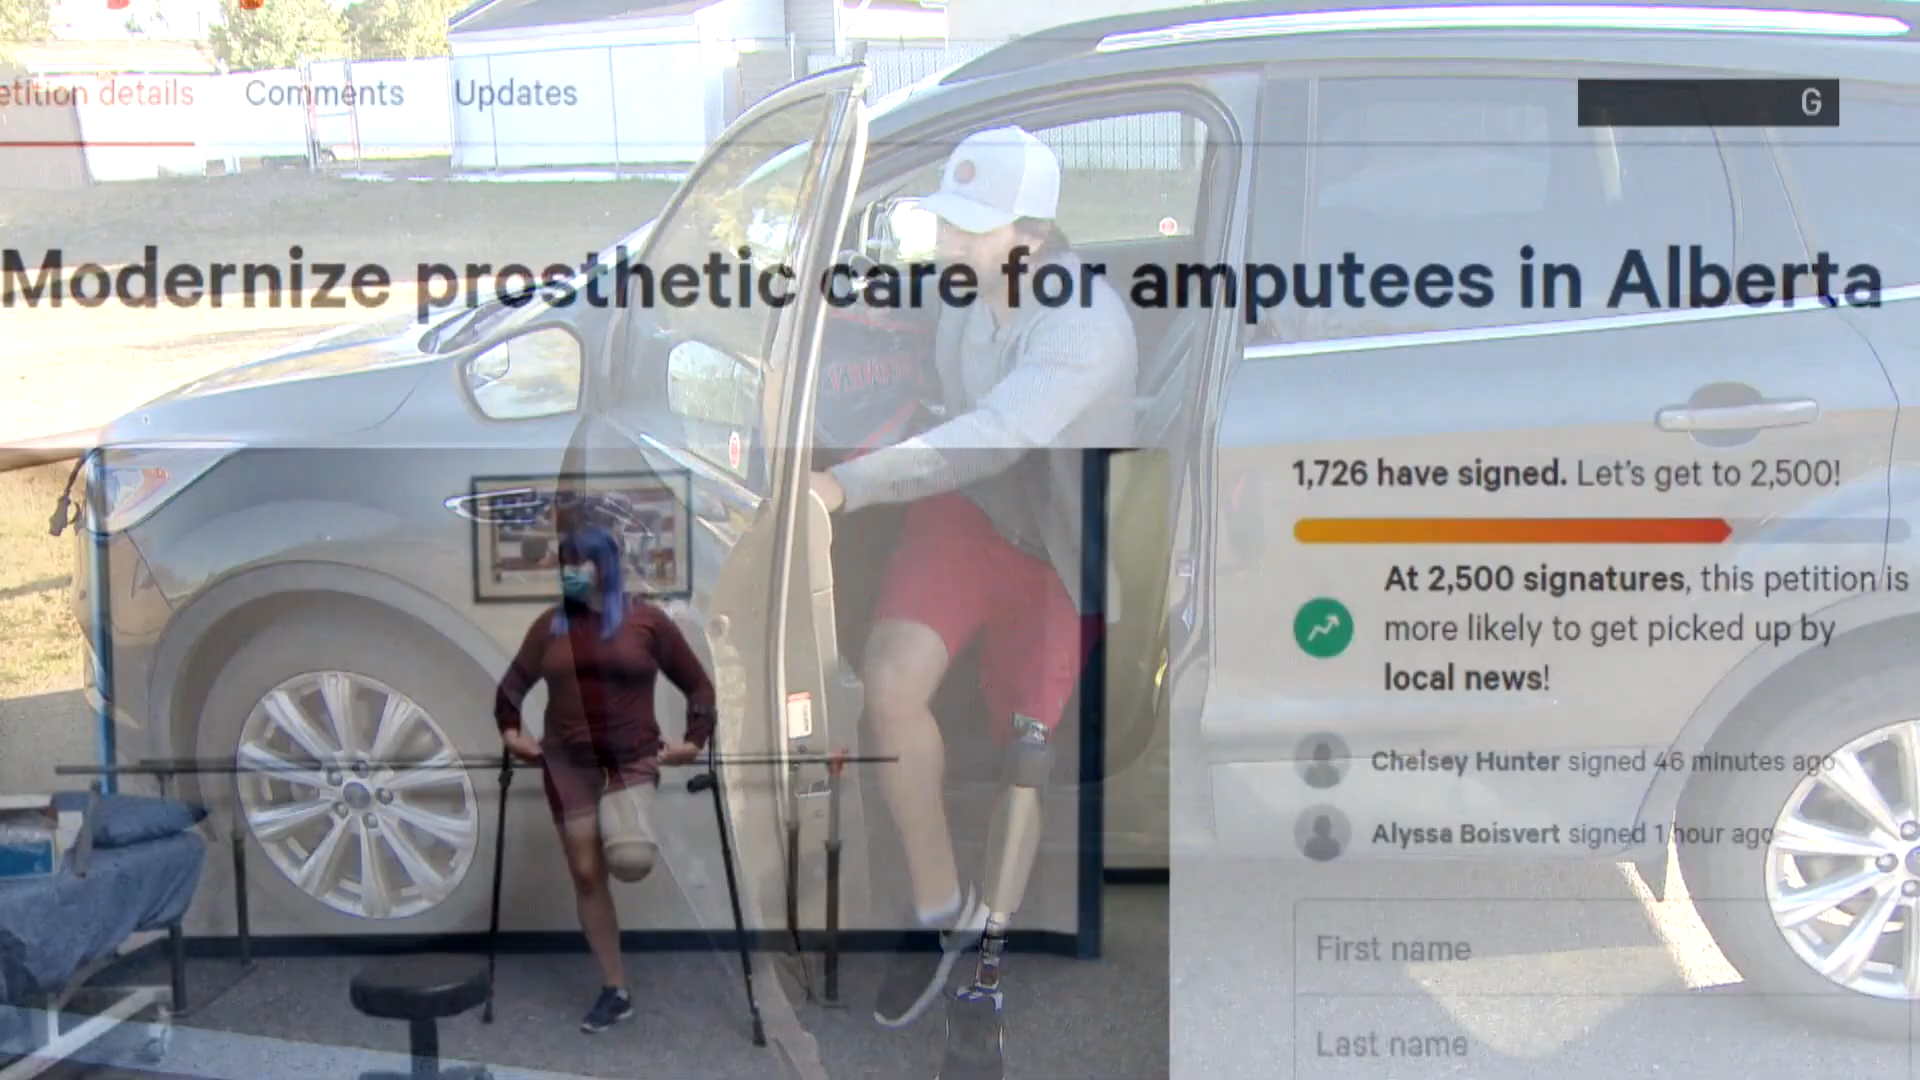 etition details Comments Updates
G
Modernize prosthetic care for amputees in Alberta
1,726 have signed. Let's get to 2,500!
At 2,500 signatures, this petition is
more likely to get picked up by
local news!
Chelsey Hunter signed 46 minutes ago
Alyssa Boisvert signed 1 hour ago
First name
Last name